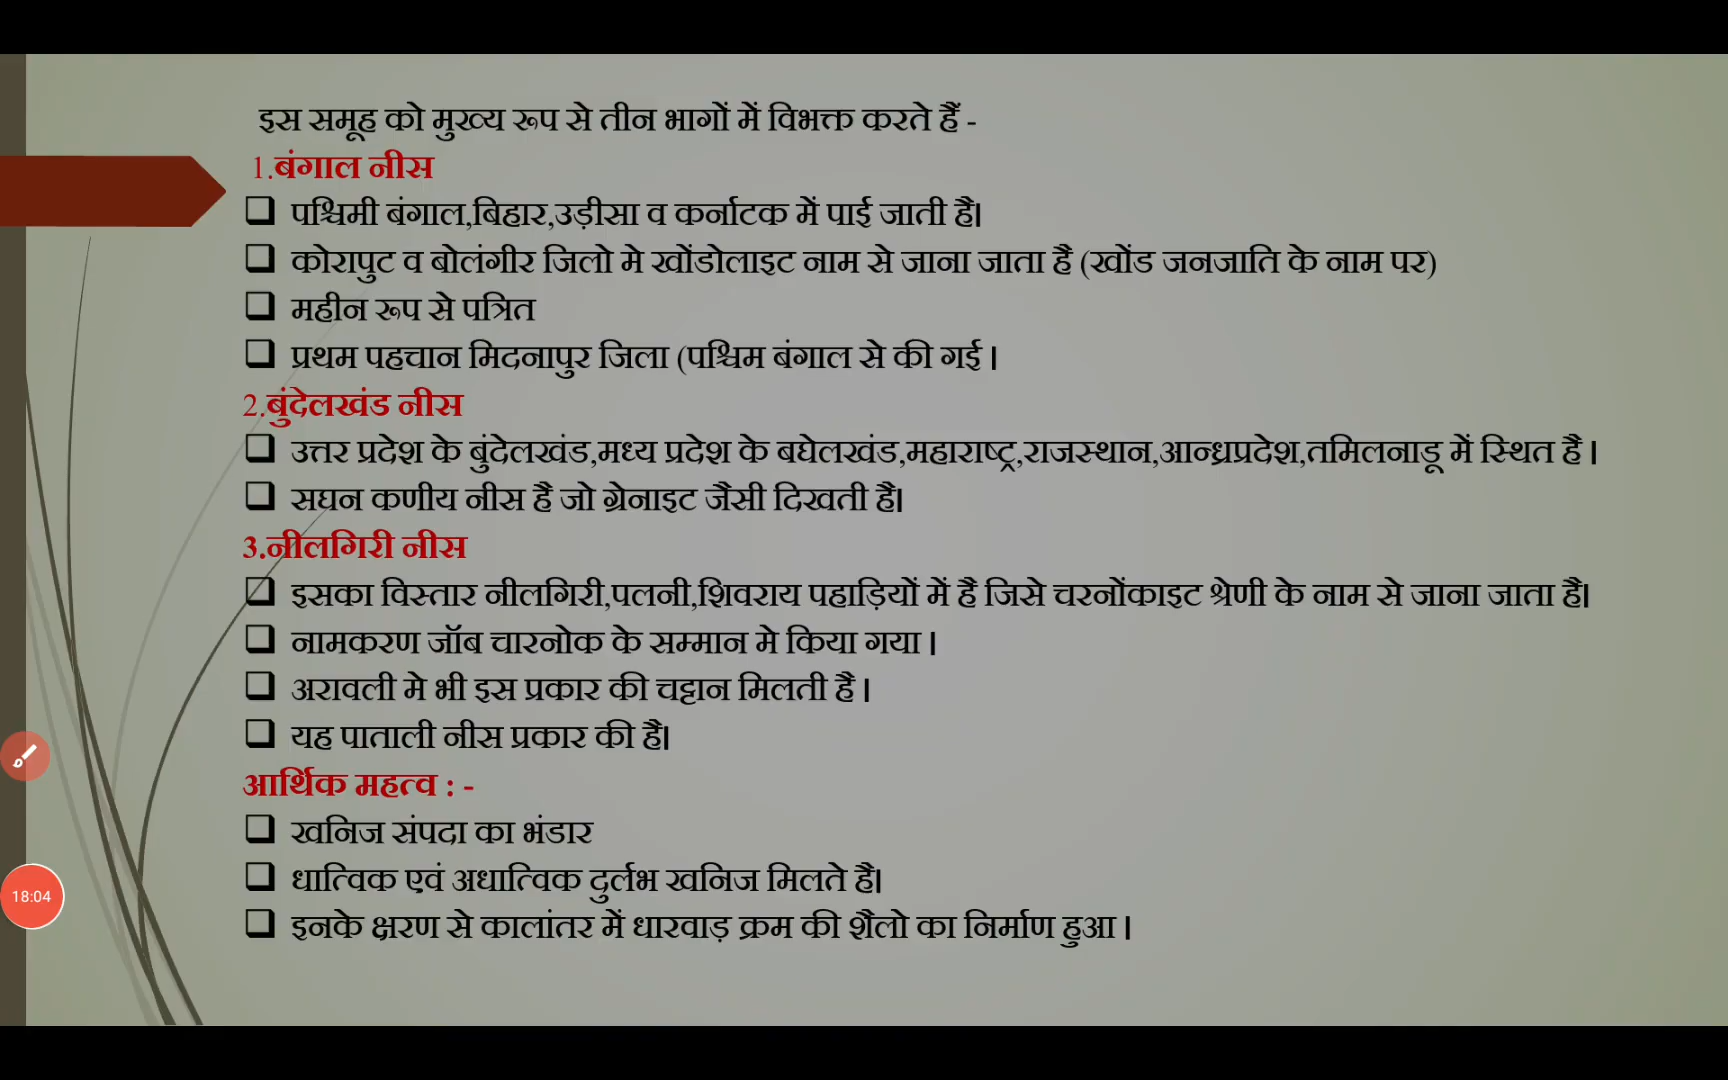 इस समूह को मुख्य रूप से तीन भागों में विभक्त करते हैं -
1.बंगाल नीस
पश्चिमी बंगाल,बिहार,उड़ीसा व कर्नाटक में पाई जाती है।
कोरापुट व बोलंगीर जिलो मे खोंडोलाइट नाम से जाना जाता है (खोंड जनजाति के नाम पर)
महीन रूप से पत्रित
प्रथम पहचान मिदनापुर जिला (पश्चिम बंगाल से की गई ।
2.बुंदेलखंड नीस
उत्तर प्रदेश के बुंदेलखंड,मध्य प्रदेश के बघेलखंड,महाराष्ट्र,राजस्थान,आन्ध्रप्रदेश,तमिलनाडू में स्थित है ।
सघन कणीय नीस है जो ग्रेनाइट जैसी दिखती है।
3.नीलगिरी नीस
इसका विस्तार नीलगिरी,पलनी,शिवराय पहाड़ियों में है जिसे चरनोंकाइट श्रेणी के नाम से जाना जाता है।
नामकरण जॉब चारनोक के सम्मान मे किया गया ।
अरावली मे भी इस प्रकार की चट्टान मिलती है ।
यह पाताली नीस प्रकार की है।
आर्थिक महत्व : -
खनिज संपदा का भंडार
धात्विक एवं अधात्विक दुर्लभ खनिज मिलते है।
इनके क्षरण से कालांतर में धारवाड़ क्रम की शैलो का निर्माण हुआ ।
18:04